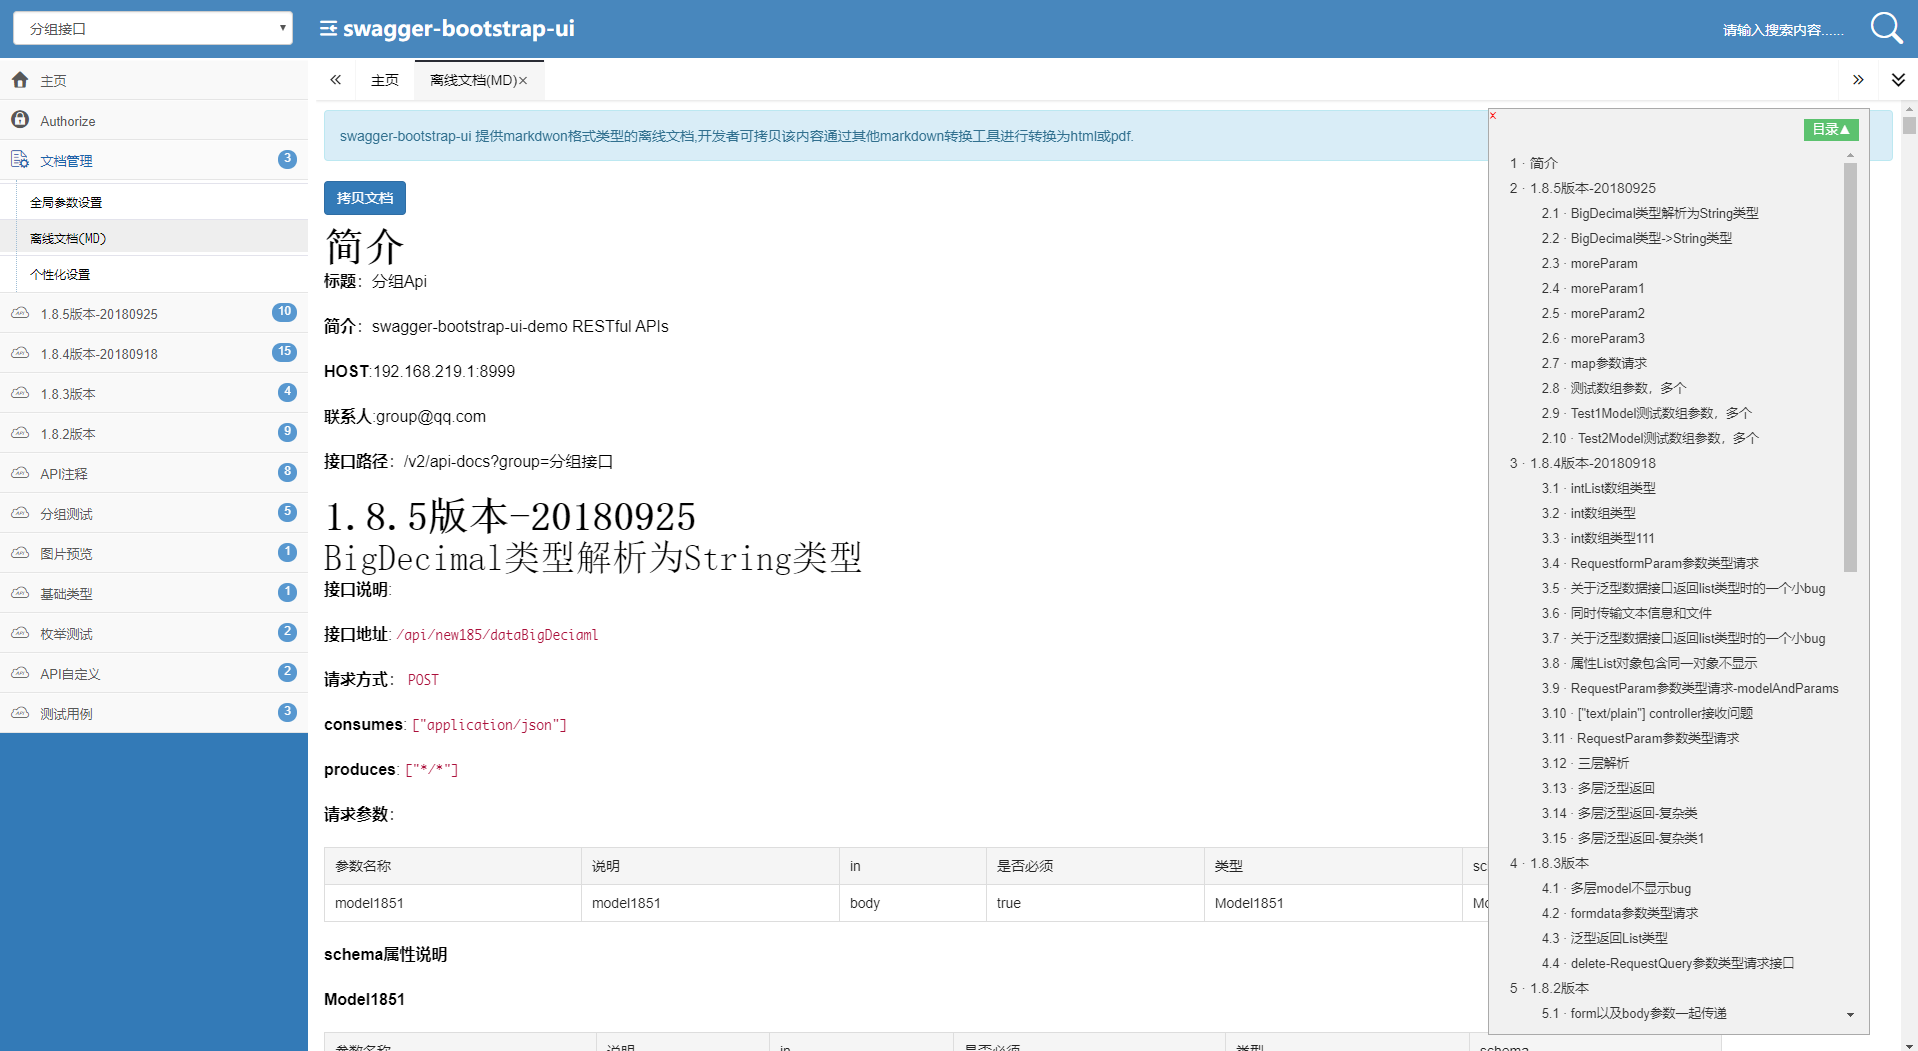 分组接口
swagger-bootstrap-ui
请输入搜索内容......
主页
Authorize
文档管理 3
全局参数设置
离线文档(MD)
个性化设置
1.8.5版本-20180925 10
1.8.4版本-20180918 15
1.8.3版本 4
1.8.2版本 9
API注释 8
分组测试 5
图片预览 1
基础类型 1
枚举测试 2
API自定义 2
测试用例 3
主页 离线文档(MD)×
swagger-bootstrap-ui 提供markdwon格式类型的离线文档,开发者可拷贝该内容通过其他markdown转换工具进行转换为html或pdf.
拷贝文档
简介
标题：分组Api
简介：swagger-bootstrap-ui-demo RESTful APIs
HOST:192.168.219.1:8999
联系人:group@qq.com
接口路径：/v2/api-docs?group=分组接口
1.8.5版本-20180925
BigDecimal类型解析为String类型
接口说明:
接口地址: /api/new185/dataBigDeciaml
请求方式： POST
consumes: ["application/json"]
produces: ["*/*"]
请求参数：
参数名称 说明 in 是否必须 类型 sc
model1851 model1851 body true Model1851 Mo
schema属性说明
Model1851
参数名称 说明 in 是否必须 类型 schema
x
目录▲
1 · 简介
2 · 1.8.5版本-20180925
2.1 · BigDecimal类型解析为String类型
2.2 · BigDecimal类型->String类型
2.3 · moreParam
2.4 · moreParam1
2.5 · moreParam2
2.6 · moreParam3
2.7 · map参数请求
2.8 · 测试数组参数，多个
2.9 · Test1Model测试数组参数，多个
2.10 · Test2Model测试数组参数，多个
3 · 1.8.4版本-20180918
3.1 · intList数组类型
3.2 · int数组类型
3.3 · int数组类型111
3.4 · RequestformParam参数类型请求
3.5 · 关于泛型数据接口返回list类型时的一个小bug
3.6 · 同时传输文本信息和文件
3.7 · 关于泛型数据接口返回list类型时的一个小bug
3.8 · 属性List对象包含同一对象不显示
3.9 · RequestParam参数类型请求-modelAndParams
3.10 · ["text/plain"] controller接收问题
3.11 · RequestParam参数类型请求
3.12 · 三层解析
3.13 · 多层泛型返回
3.14 · 多层泛型返回-复杂类
3.15 · 多层泛型返回-复杂类1
4 · 1.8.3版本
4.1 · 多层model不显示bug
4.2 · formdata参数类型请求
4.3 · 泛型返回List类型
4.4 · delete-RequestQuery参数类型请求接口
5 · 1.8.2版本
5.1 · form以及body参数一起传递